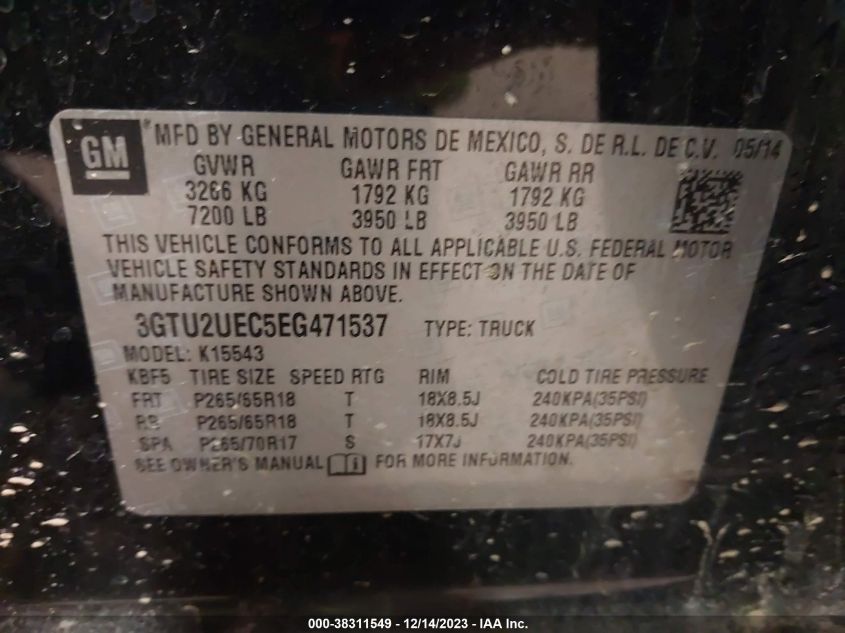 GM
MFD BY GENERAL MOTORS DE MEXICO, S. DE R.L. DE C.V. 05/14
GVWR GAWR FRT GAWR RR
3266 KG 1792 KG 1792 KG
7200 LB 3950 LB 3950 LB
THIS VEHICLE CONFORMS TO ALL APPLICABLE U.S. FEDERAL MOTOR
VEHICLE SAFETY STANDARDS IN EFFECT ON THE DATE OF
MANUFACTURE SHOWN ABOVE.
3GTU2UEC5EG471537 TYPE: TRUCK
MODEL: K15543
KBF5 TIRE SIZE SPEED RTG RIM COLD TIRE PRESSURE
FRT P265/65R18 T 18X8.5J 240KPA(35PSI)
RR P265/65R18 T 18X8.5J 240KPA(35PSI)
SPA P265/70R17 S 17X7J 240KPA(35PSI)
SEE OWNER'S MANUAL i FOR MORE INFORMATION.
000-38311549 - 12/14/2023 - IAA Inc.